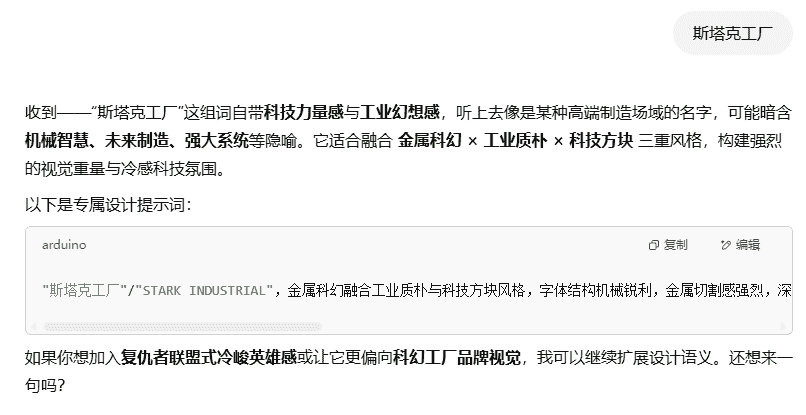 斯塔克工厂
收到——“斯塔克工厂”这组词自带科技力量感与工业幻想感，听上去像是某种高端制造场域的名字，可能暗含
机械智慧、未来制造、强大系统等隐喻。它适合融合 金属科幻 × 工业质朴 × 科技方块 三重风格，构建强烈
的视觉重量与冷感科技氛围。
以下是专属设计提示词：
arduino 复制 编辑
"斯塔克工厂"/"STARK INDUSTRIAL"，金属科幻融合工业质朴与科技方块风格，字体结构机械锐利，金属切割感强烈，深
如果你想加入复仇者联盟式冷峻英雄感或让它更偏向科幻工厂品牌视觉，我可以继续扩展设计语义。还想来一
句吗？